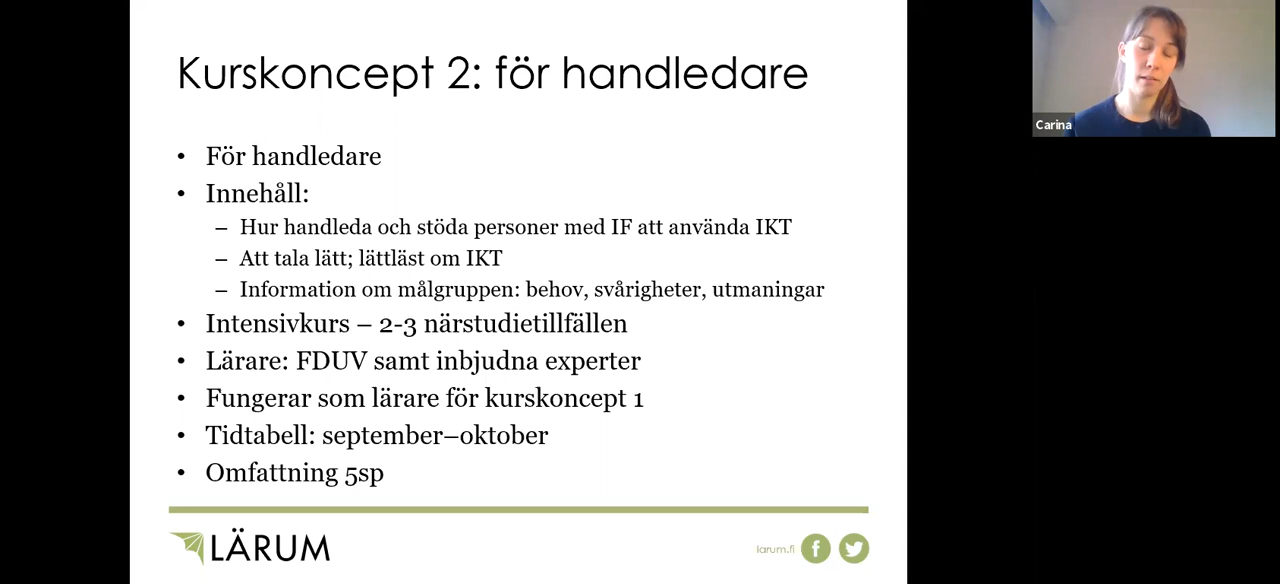 Kurskoncept 2: för handledare
• För handledare
• Innehåll:
– Hur handleda och stöda personer med IF att använda IKT
– Att tala lätt; lättläst om IKT
– Information om målgruppen: behov, svårigheter, utmaningar
• Intensivkurs – 2-3 närstudietillfällen
• Lärare: FDUV samt inbjudna experter
• Fungerar som lärare för kurskoncept 1
• Tidtabell: september–oktober
• Omfattning 5sp
LÄRUM
larum.fi
Carina